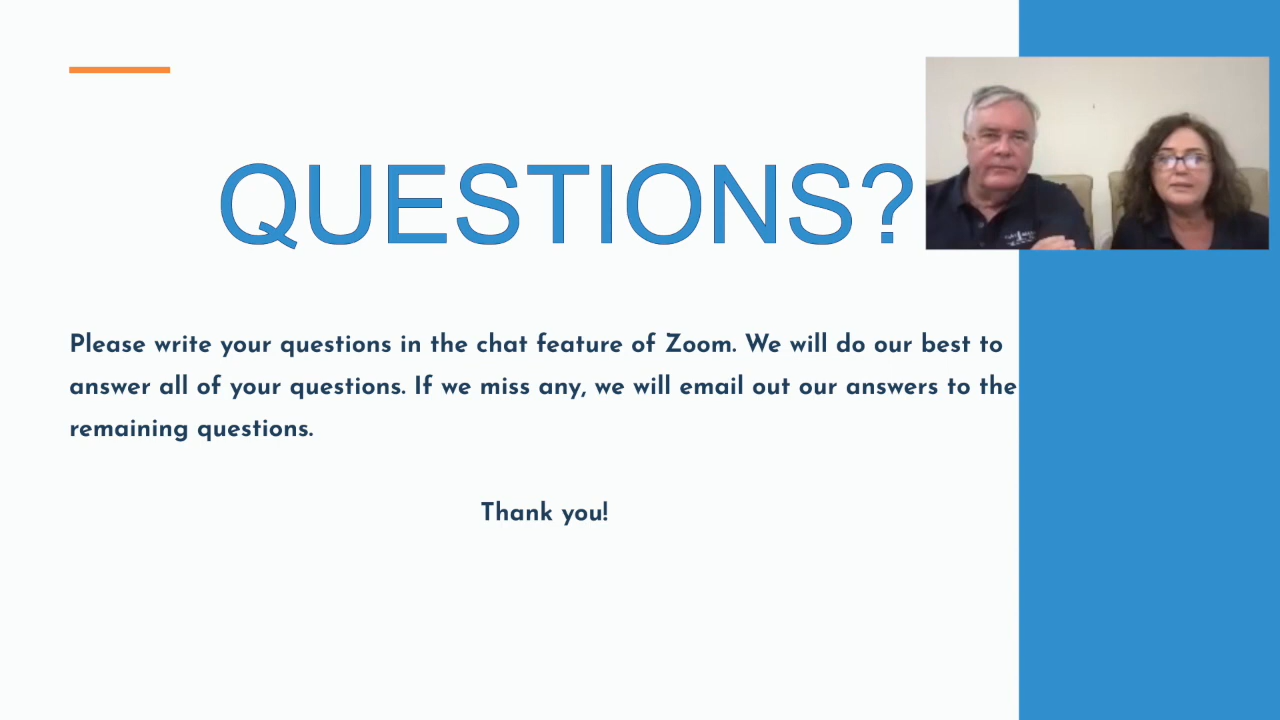 QUESTIONS?
Please write your questions in the chat feature of Zoom. We will do our best to
answer all of your questions. If we miss any, we will email out our answers to the
remaining questions.
Thank you!